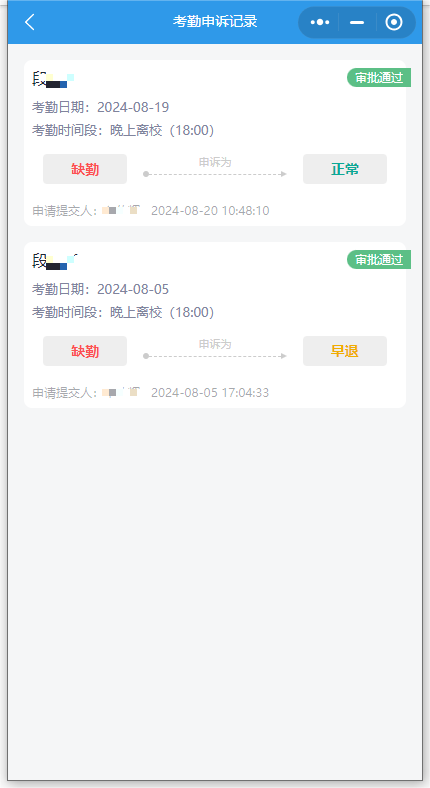 考勤申诉记录
段
审批通过
考勤日期：2024-08-19
考勤时间段：晚上离校（18:00）
缺勤
申诉为
正常
申请提交人： 2024-08-20 10:48:10
段
审批通过
考勤日期：2024-08-05
考勤时间段：晚上离校（18:00）
缺勤
申诉为
早退
申请提交人： 2024-08-05 17:04:33